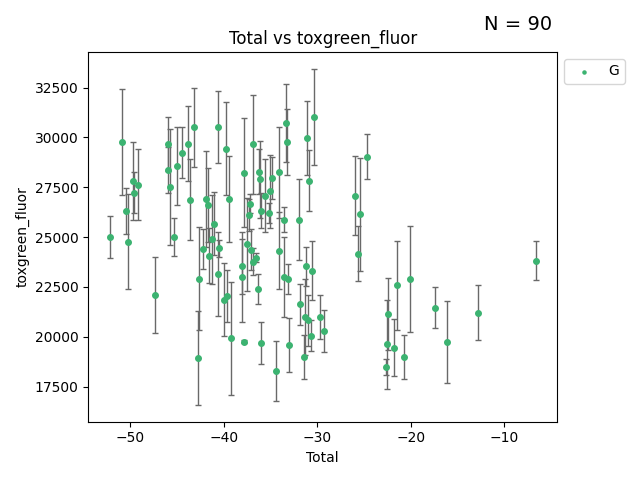 N = 90
Total vs toxgreen_fluor
G
toxgreen_fluor
32500
30000
27500
25000
22500
20000
17500
−50 −40 −30 −20 −10
Total